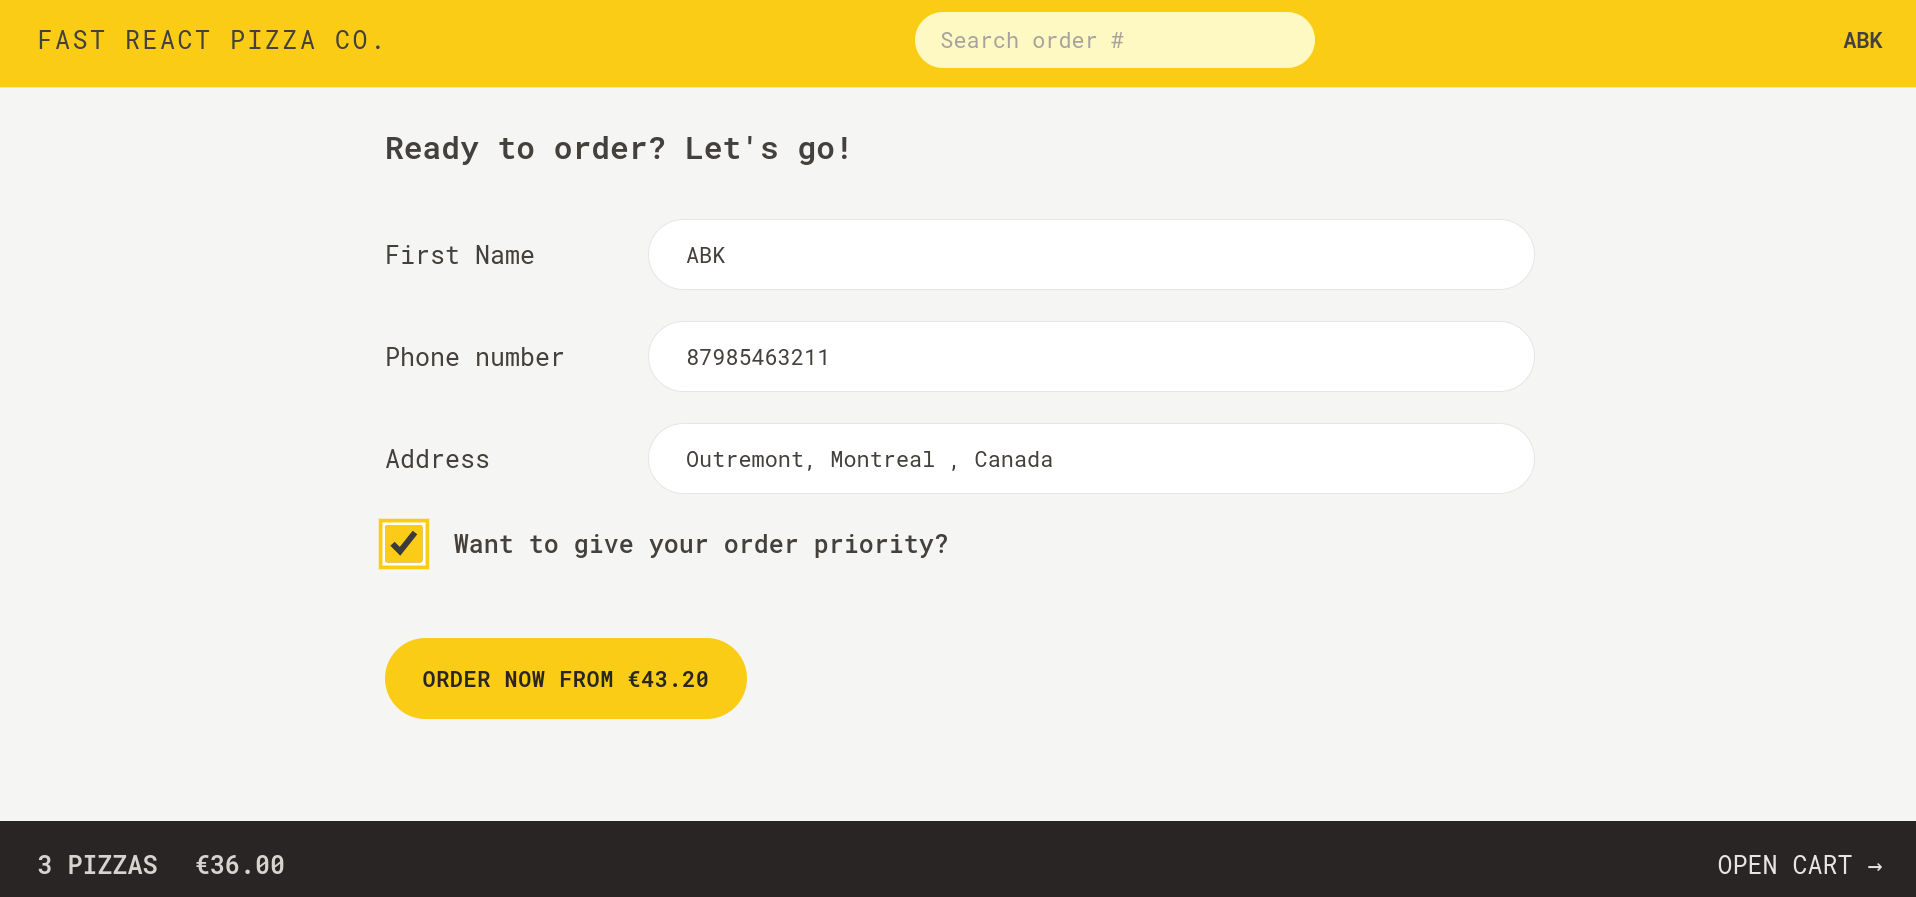 FAST REACT PIZZA CO.
Search order #
ABK
Ready to order? Let's go!
First Name
ABK
Phone number
87985463211
Address
Outremont, Montreal , Canada
Want to give your order priority?
ORDER NOW FROM €43.20
3 PIZZAS €36.00
OPEN CART →